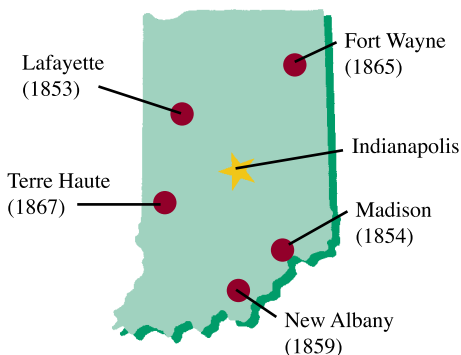 Fort Wayne
(1865)
Lafayette
(1853)
Indianapolis
Terre Haute
(1867)
Madison
(1854)
New Albany
(1859)